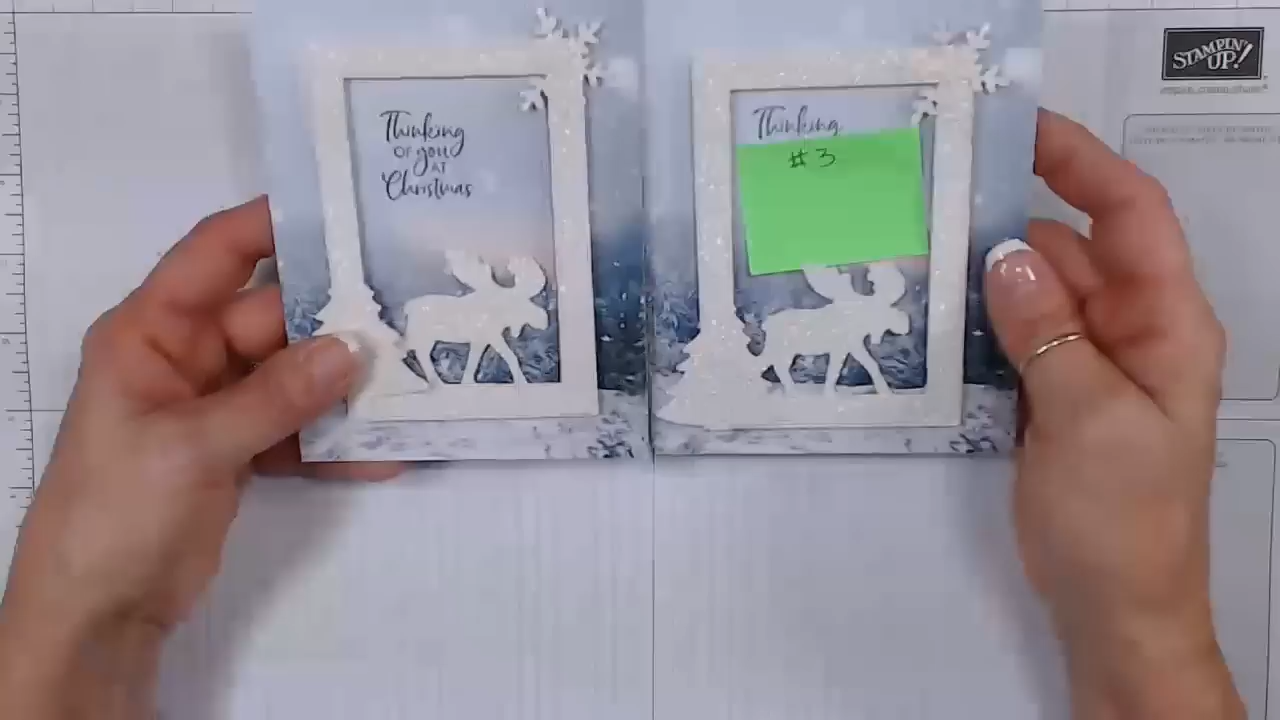 Thinking
OF you
AT
Christmas
Thinking
#3
STAMPIN'
UP!